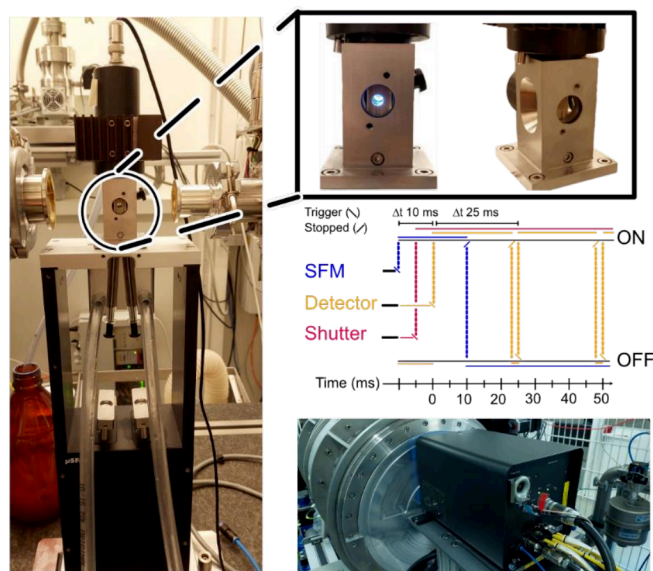 Trigger (⤡) Δt 10 ms Δt 25 ms
Stopped (⤢)
ON
SFM
Detector
Shutter
OFF
Time (ms) 0 10 20 30 40 50